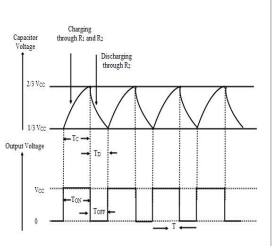 Charging
through R1 and R2
Capacitor
Voltage
Discharging
through R2
2/3 Vcc
1/3 Vcc
Tc
TD
Output Voltage
Vcc
TON
TOFF
0
T